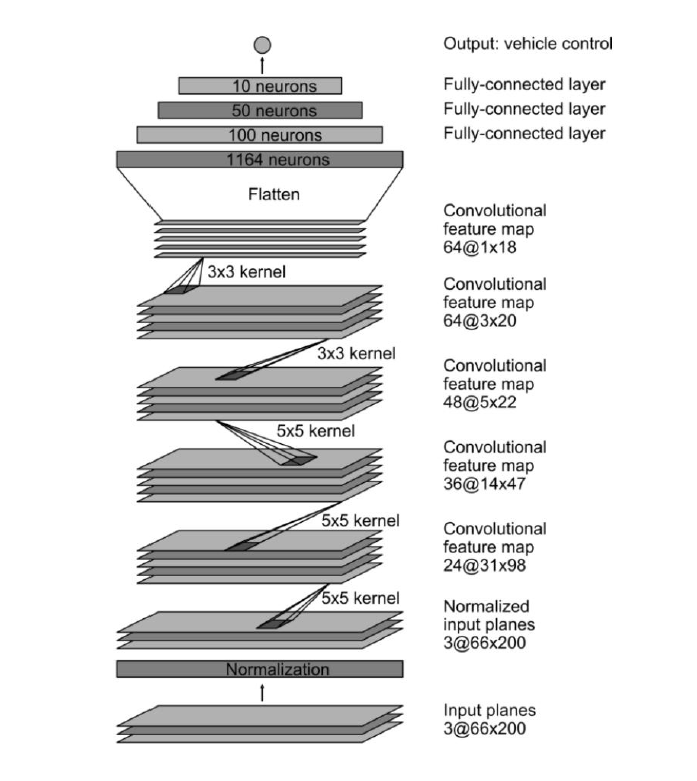 Output: vehicle control
10 neurons
Fully-connected layer
50 neurons
Fully-connected layer
100 neurons
Fully-connected layer
1164 neurons
Flatten
Convolutional
feature map
64@1x18
3x3 kernel
Convolutional
feature map
64@3x20
3x3 kernel
Convolutional
feature map
48@5x22
5x5 kernel
Convolutional
feature map
36@14x47
5x5 kernel
Convolutional
feature map
24@31x98
5x5 kernel
Normalized
input planes
3@66x200
Normalization
Input planes
3@66x200